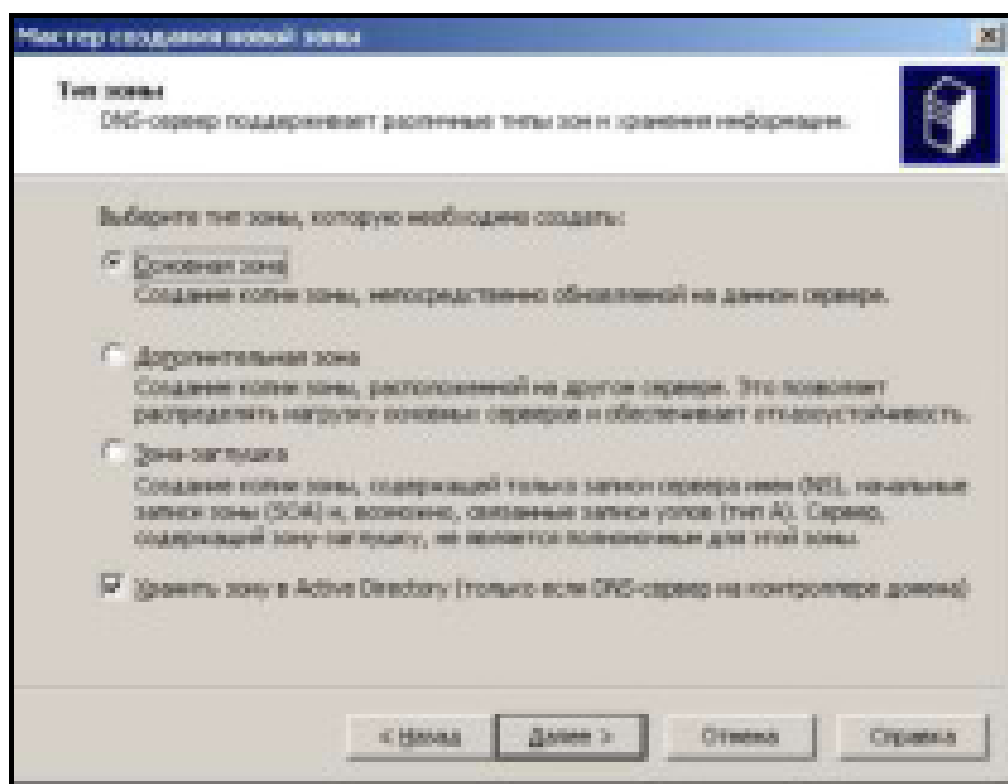 Мастер создания новой зоны
Тип зоны
DNS-сервер поддерживает различные типы зон и хранения информации.
Выберите тип зоны, которую необходимо создать:
Основная зона
Создание копии зоны, непосредственно обновляемой на данном сервере.
Дополнительная зона
Создание копии зоны, расположенной на другом сервере. Это позволяет
распределять нагрузку основных серверов и обеспечивает отказоустойчивость.
Зона-заглушка
Создание копии зоны, содержащей только записи сервера имен (NS), начальные
записи зоны (SOA) и, возможно, связанные записи узлов (тип A). Сервер,
содержащий зону-заглушку, не является полномочным для этой зоны.
Хранить зону в Active Directory (только если DNS-сервер на контроллере домена)
< Назад Далее > Отмена Справка